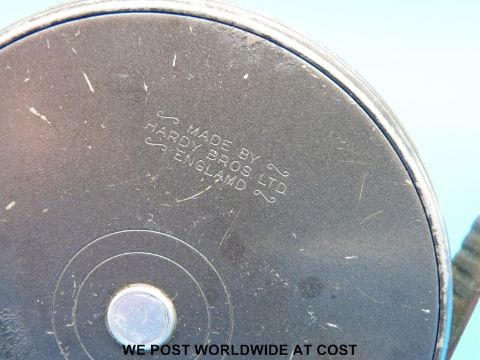 MADE BY
HARDY BROS. LTD.
ENGLAND
WE POST WORLDWIDE AT COST